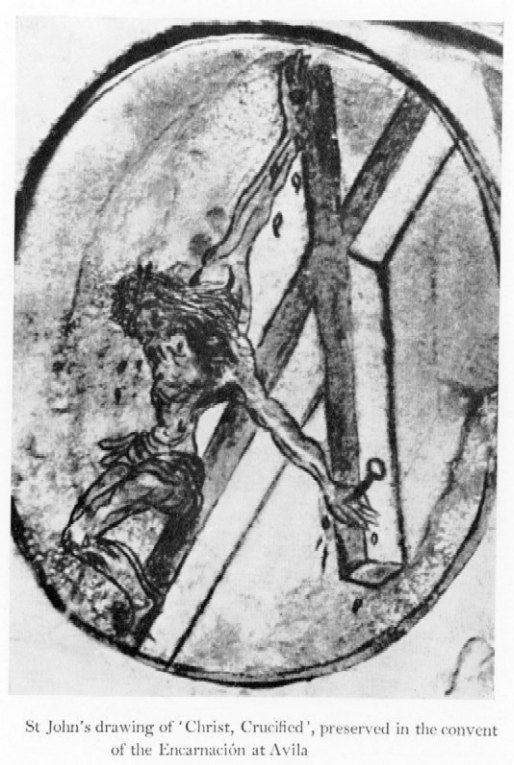 St John's drawing of 'Christ, Crucified', preserved in the convent
of the Encarnación at Avila